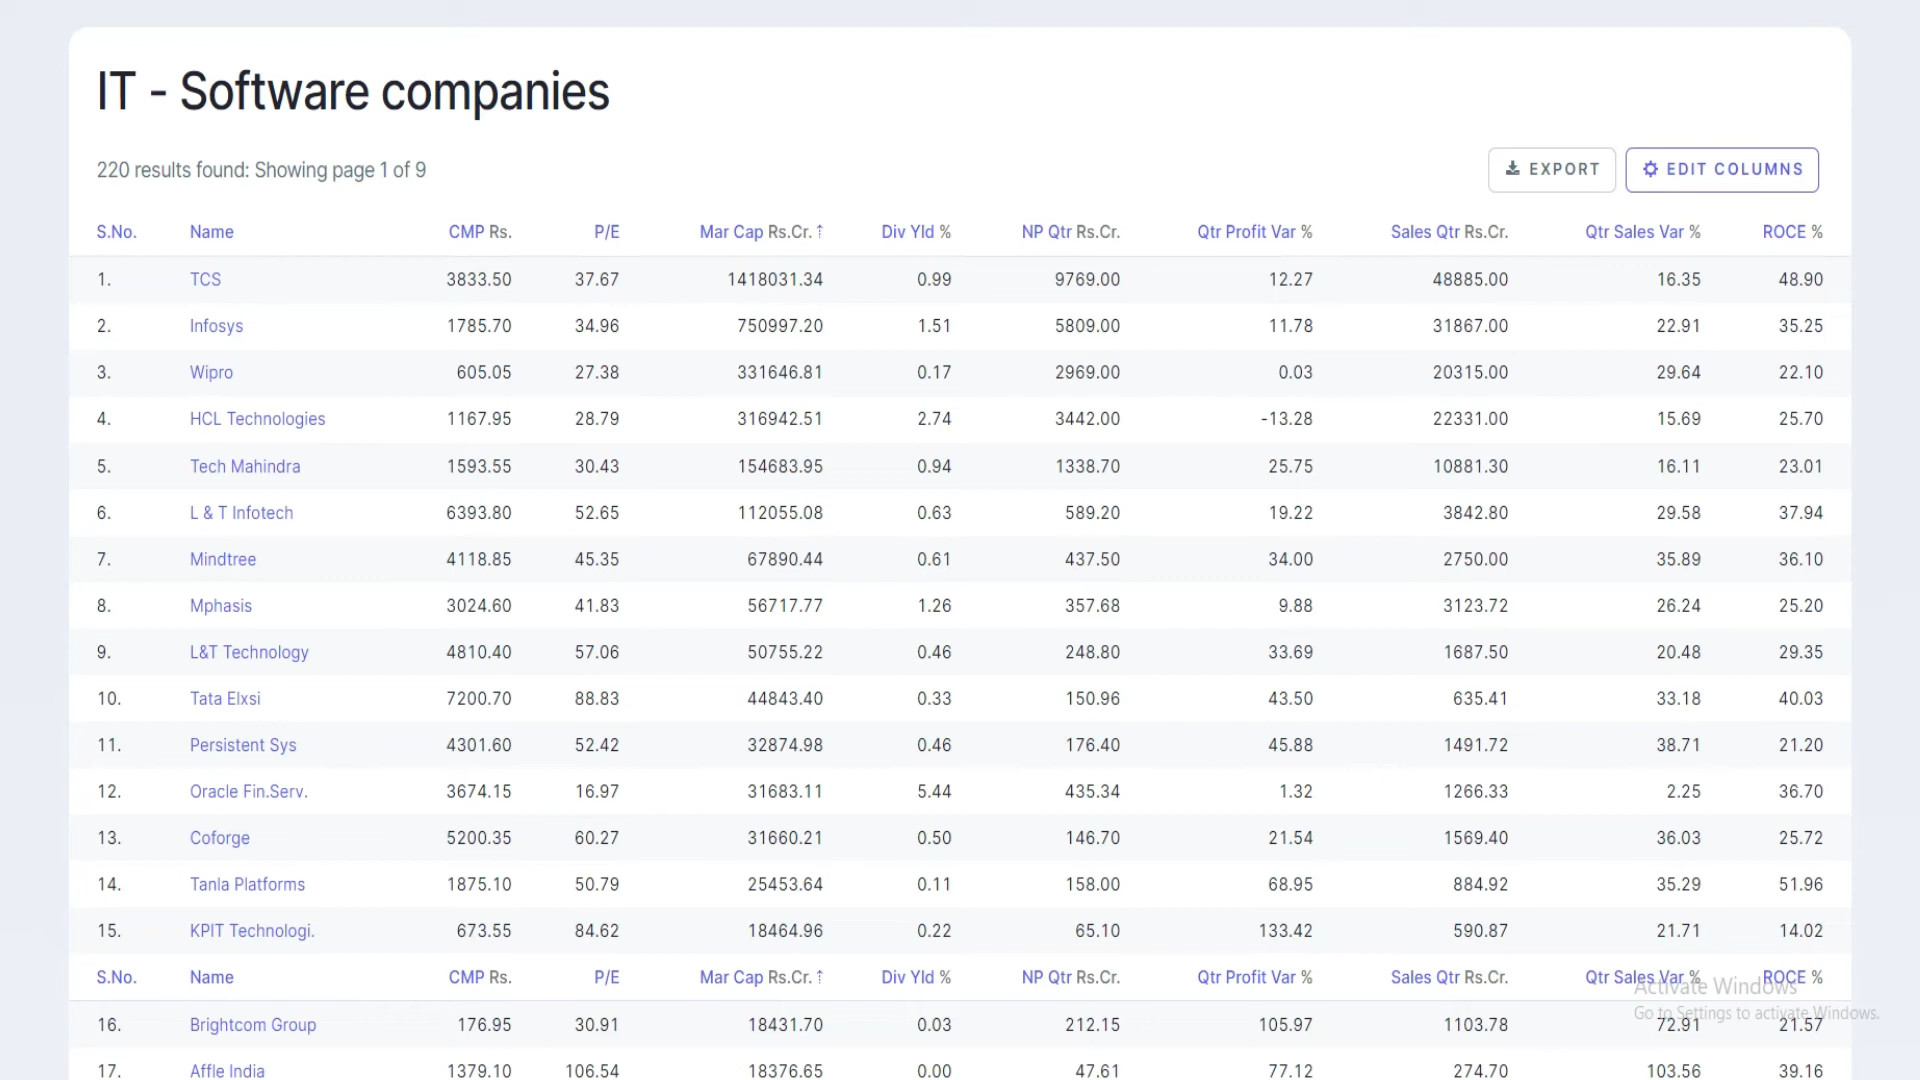 IT - Software companies
220 results found: Showing page 1 of 9
EXPORT
EDIT COLUMNS
S.No. Name CMP Rs. P/E Mar Cap Rs.Cr. ↑ Div Yld % NP Qtr Rs.Cr. Qtr Profit Var % Sales Qtr Rs.Cr. Qtr Sales Var % ROCE %
1. TCS 3833.50 37.67 1418031.34 0.99 9769.00 12.27 48885.00 16.35 48.90
2. Infosys 1785.70 34.96 750997.20 1.51 5809.00 11.78 31867.00 22.91 35.25
3. Wipro 605.05 27.38 331646.81 0.17 2969.00 0.03 20315.00 29.64 22.10
4. HCL Technologies 1167.95 28.79 316942.51 2.74 3442.00 -13.28 22331.00 15.69 25.70
5. Tech Mahindra 1593.55 30.43 154683.95 0.94 1338.70 25.75 10881.30 16.11 23.01
6. L & T Infotech 6393.80 52.65 112055.08 0.63 589.20 19.22 3842.80 29.58 37.94
7. Mindtree 4118.85 45.35 67890.44 0.61 437.50 34.00 2750.00 35.89 36.10
8. Mphasis 3024.60 41.83 56717.77 1.26 357.68 9.88 3123.72 26.24 25.20
9. L&T Technology 4810.40 57.06 50755.22 0.46 248.80 33.69 1687.50 20.48 29.35
10. Tata Elxsi 7200.70 88.83 44843.40 0.33 150.96 43.50 635.41 33.18 40.03
11. Persistent Sys 4301.60 52.42 32874.98 0.46 176.40 45.88 1491.72 38.71 21.20
12. Oracle Fin.Serv. 3674.15 16.97 31683.11 5.44 435.34 1.32 1266.33 2.25 36.70
13. Coforge 5200.35 60.27 31660.21 0.50 146.70 21.54 1569.40 36.03 25.72
14. Tanla Platforms 1875.10 50.79 25453.64 0.11 158.00 68.95 884.92 35.29 51.96
15. KPIT Technologi. 673.55 84.62 18464.96 0.22 65.10 133.42 590.87 21.71 14.02
S.No. Name CMP Rs. P/E Mar Cap Rs.Cr. ↑ Div Yld % NP Qtr Rs.Cr. Qtr Profit Var % Sales Qtr Rs.Cr. Qtr Sales Var % ROCE %
Activate Windows
Go to Settings to activate Windows.
16. Brightcom Group 176.95 30.91 18431.70 0.03 212.15 105.97 1103.78 72.91 21.57
17. Affle India 1379.10 106.54 18376.65 0.00 47.61 77.12 274.70 103.56 39.16